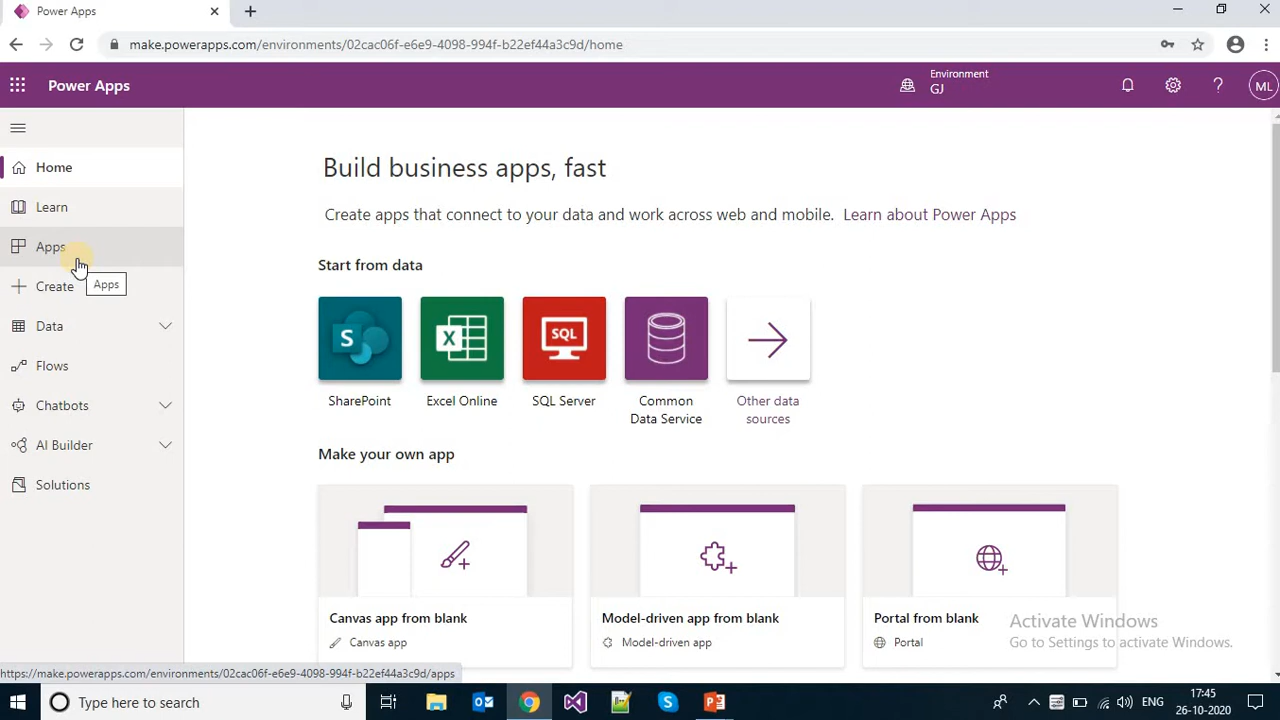 Power Apps
make.powerapps.com/environments/02cac06f-e6e9-4098-994f-b22ef44a3c9d/home
Power Apps
Environment
GJ
ML
Home
Learn
Apps
Apps
Create
Data
Flows
Chatbots
AI Builder
Solutions
Build business apps, fast
Create apps that connect to your data and work across web and mobile. Learn about Power Apps
Start from data
S
X
SQL
SharePoint
Excel Online
SQL Server
Common
Data Service
Other data
sources
Make your own app
Canvas app from blank
Canvas app
Model-driven app from blank
Model-driven app
Portal from blank
Portal
Activate Windows
Go to Settings to activate Windows.
https://make.powerapps.com/environments/02cac06f-e6e9-4098-994f-b22ef44a3c9d/apps
Type here to search
ENG
17:45
26-10-2020